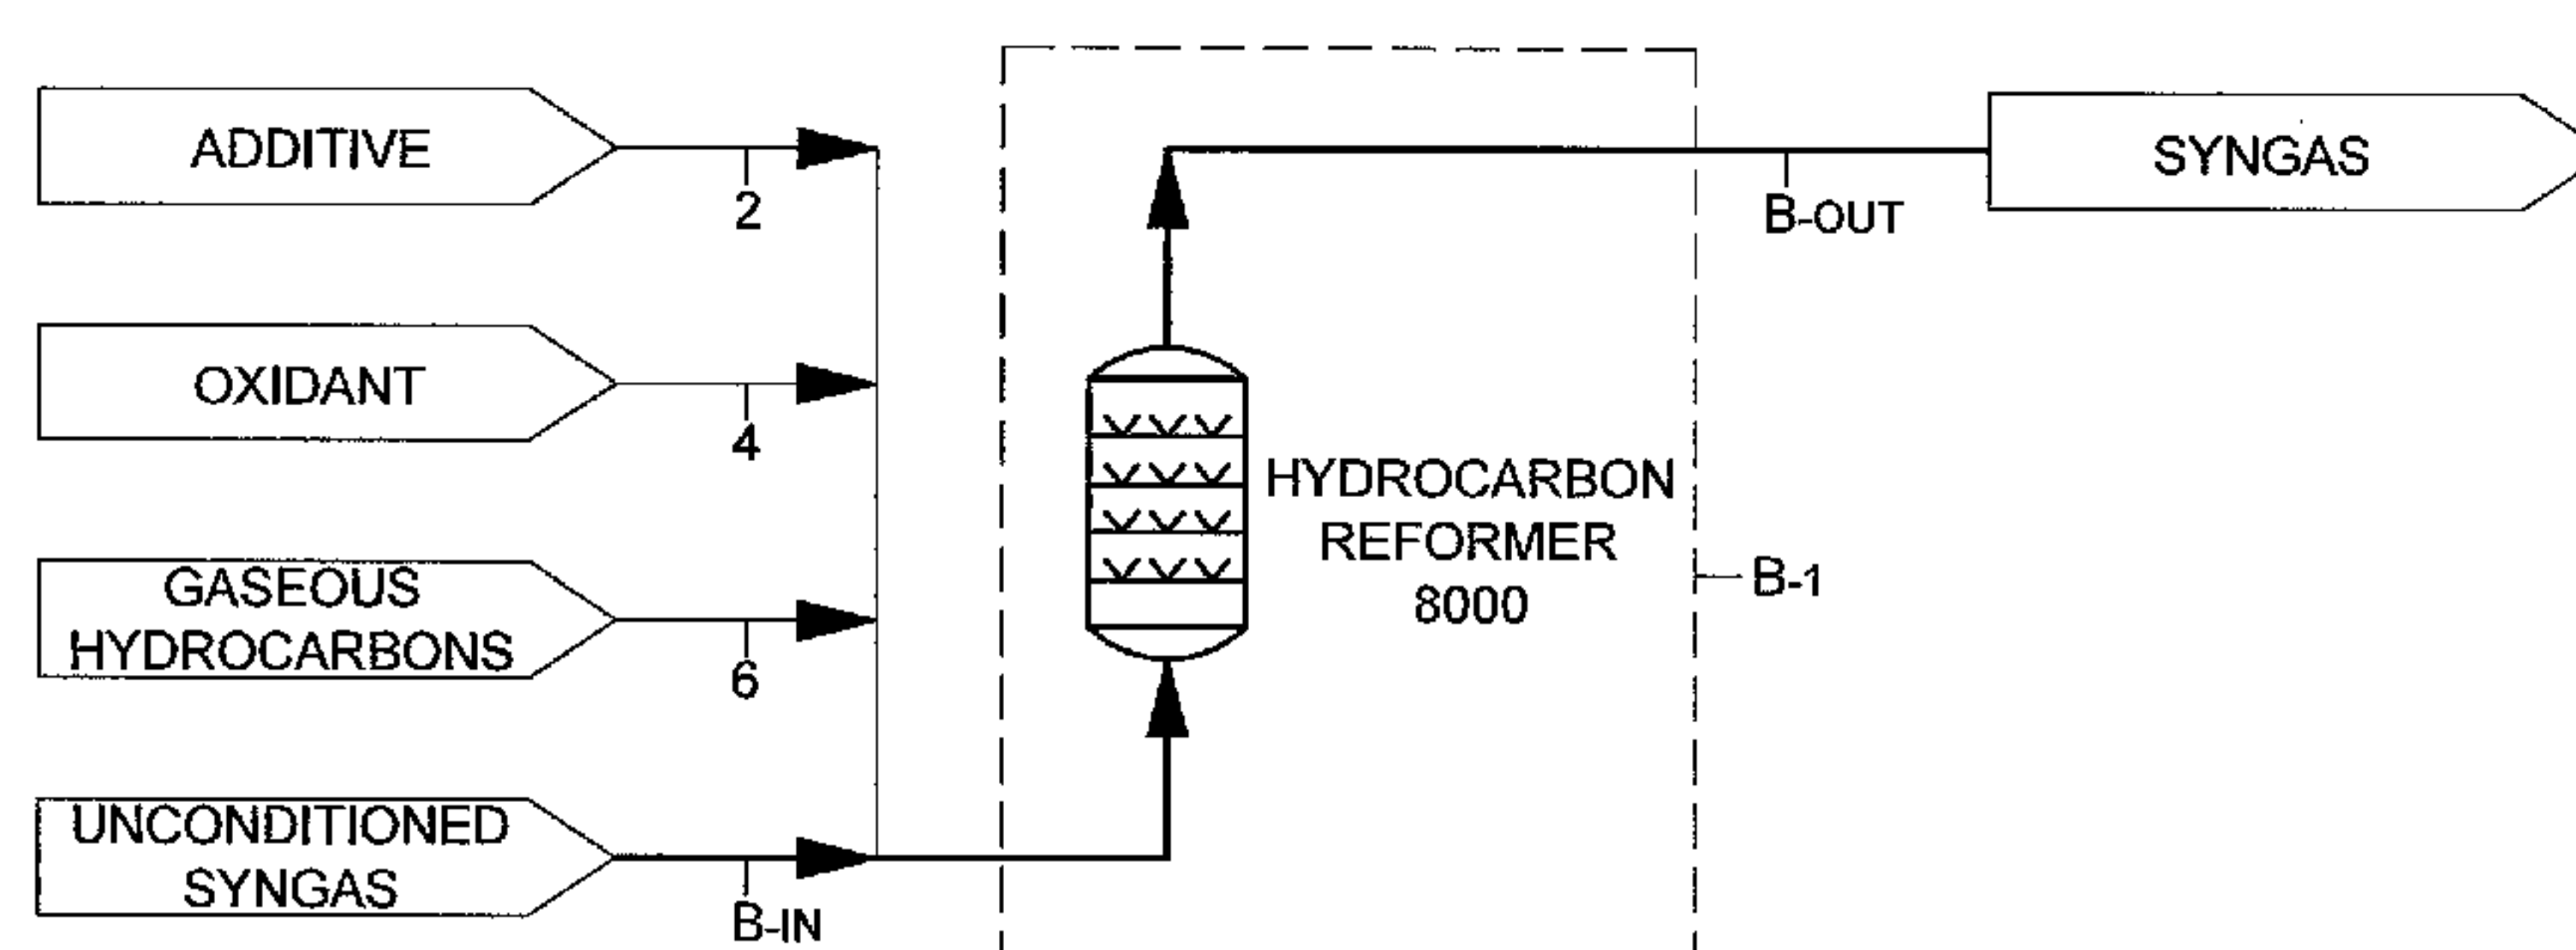 ADDITIVE
2
OXIDANT
4
GASEOUS
HYDROCARBONS
6
UNCONDITIONED
SYNGAS
B-IN
HYDROCARBON
REFORMER
8000
B-1
B-OUT
SYNGAS